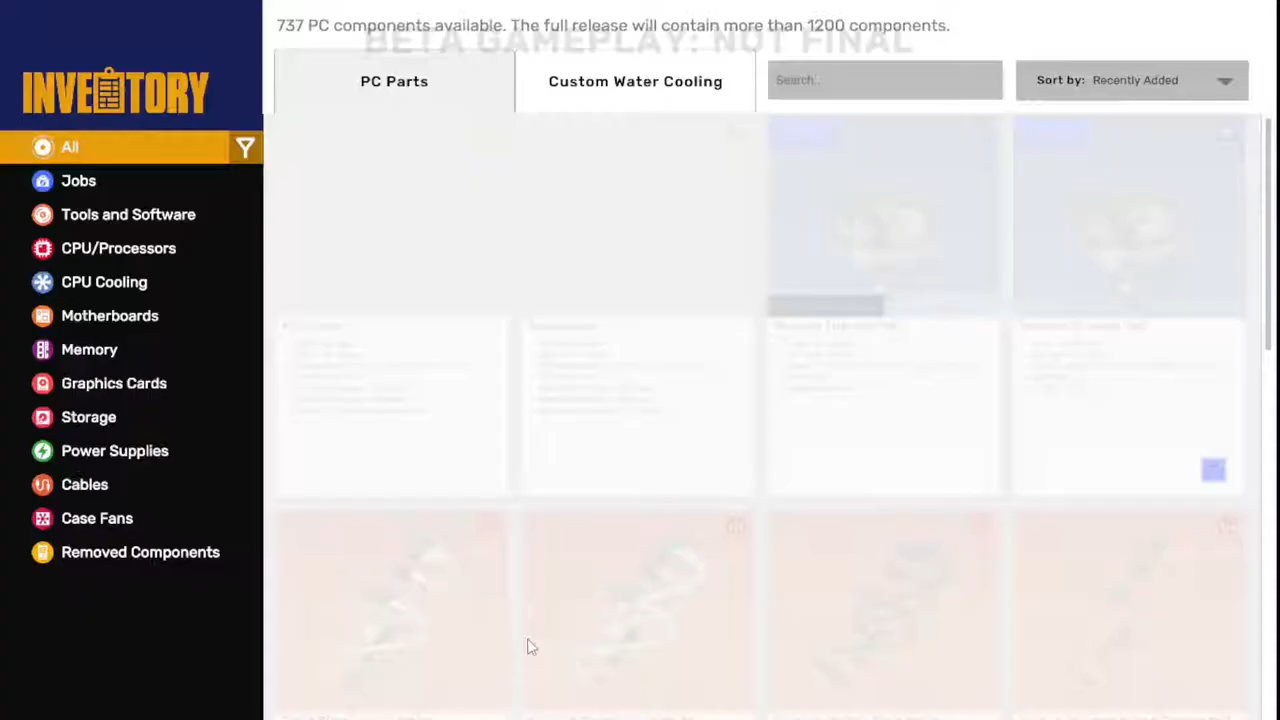 737 PC components available. The full release will contain more than 1200 components.
BETA GAMEPLAY: NOT FINAL
INVENTORY
PC Parts
Custom Water Cooling
Search..
Sort by: Recently Added
All
Jobs
Tools and Software
CPU/Processors
CPU Cooling
Motherboards
Memory
Graphics Cards
Storage
Power Supplies
Cables
Case Fans
Removed Components